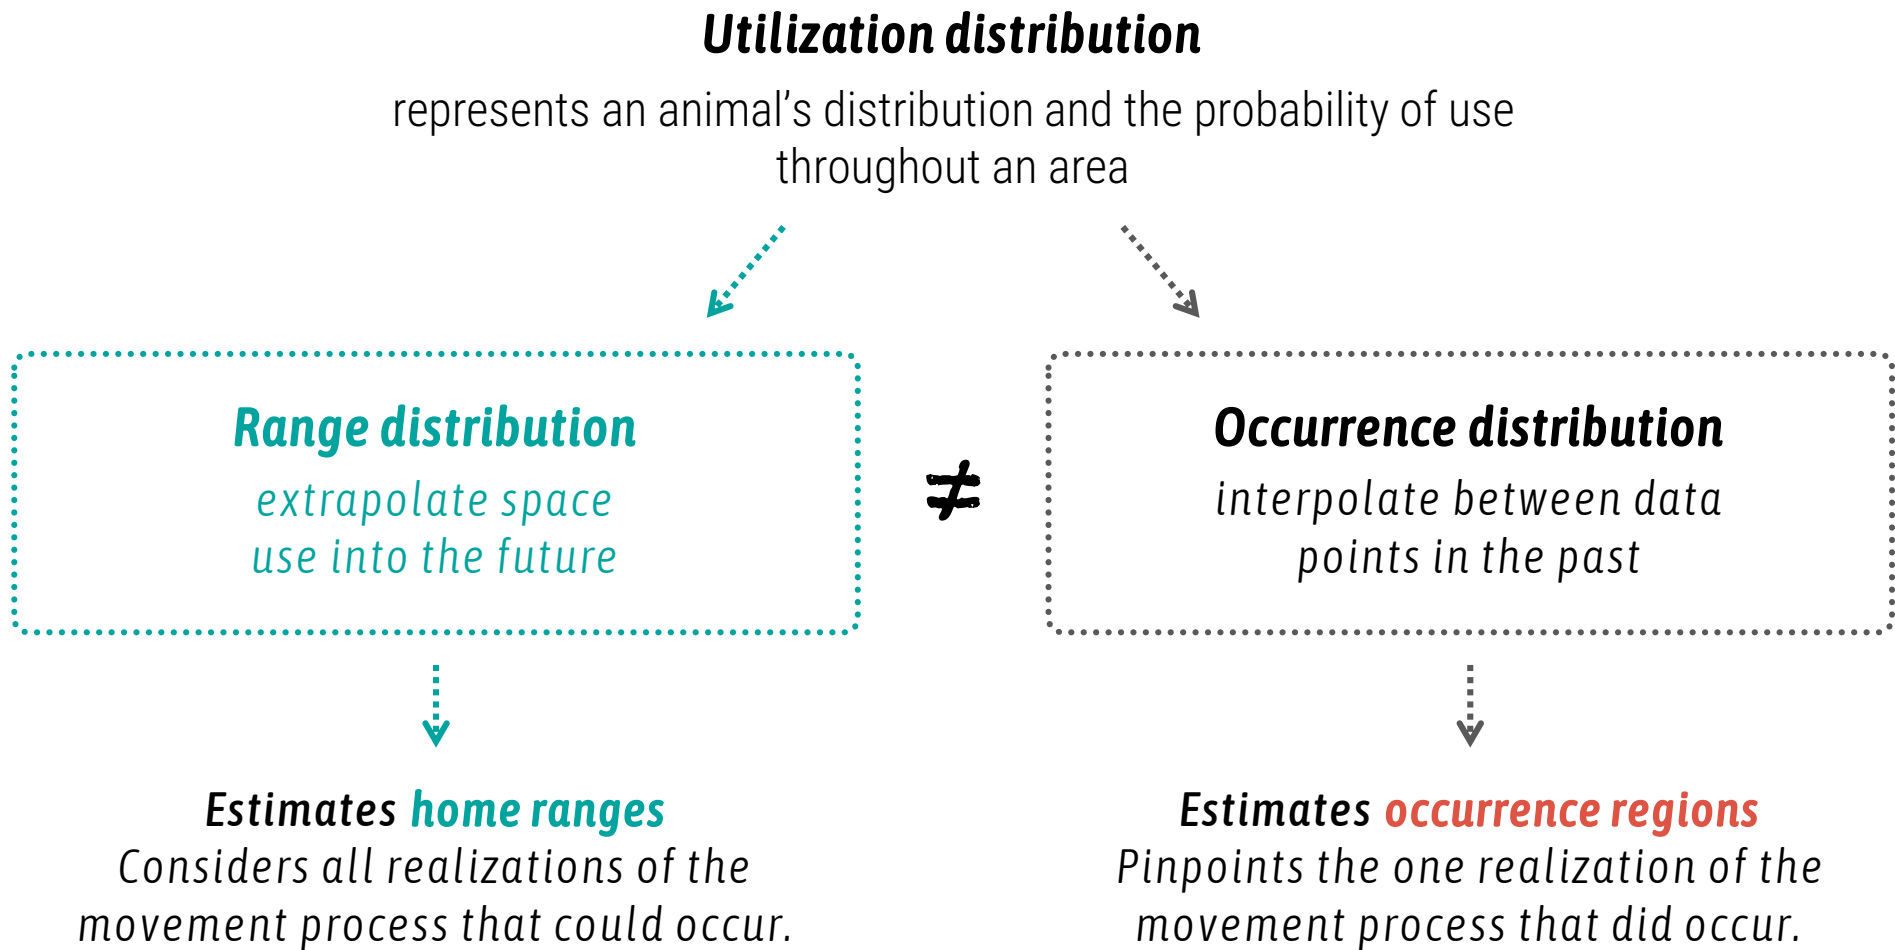 Utilization distribution
represents an animal’s distribution and the probability of use
throughout an area
Range distribution
extrapolate space
use into the future
≠
Occurrence distribution
interpolate between data
points in the past
Estimates home ranges
Considers all realizations of the
movement process that could occur.
Estimates occurrence regions
Pinpoints the one realization of the
movement process that did occur.